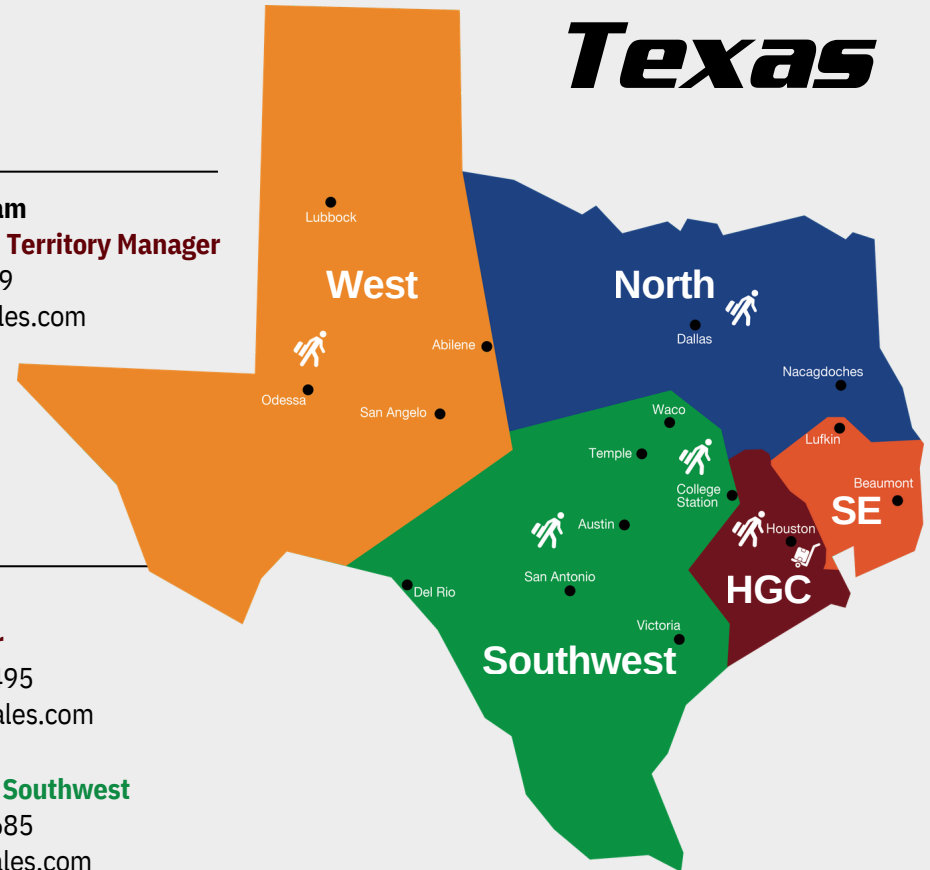 Texas
am
Territory Manager
9
les.com
Lubbock
West
North
Dallas
Abilene
Nacagdoches
Odessa
San Angelo
Waco
Lufkin
Temple
College
Station
Beaumont
SE
Austin
Houston
San Antonio
HGC
Del Rio
Victoria
Southwest
r
495
ales.com
Southwest
685
ales.com